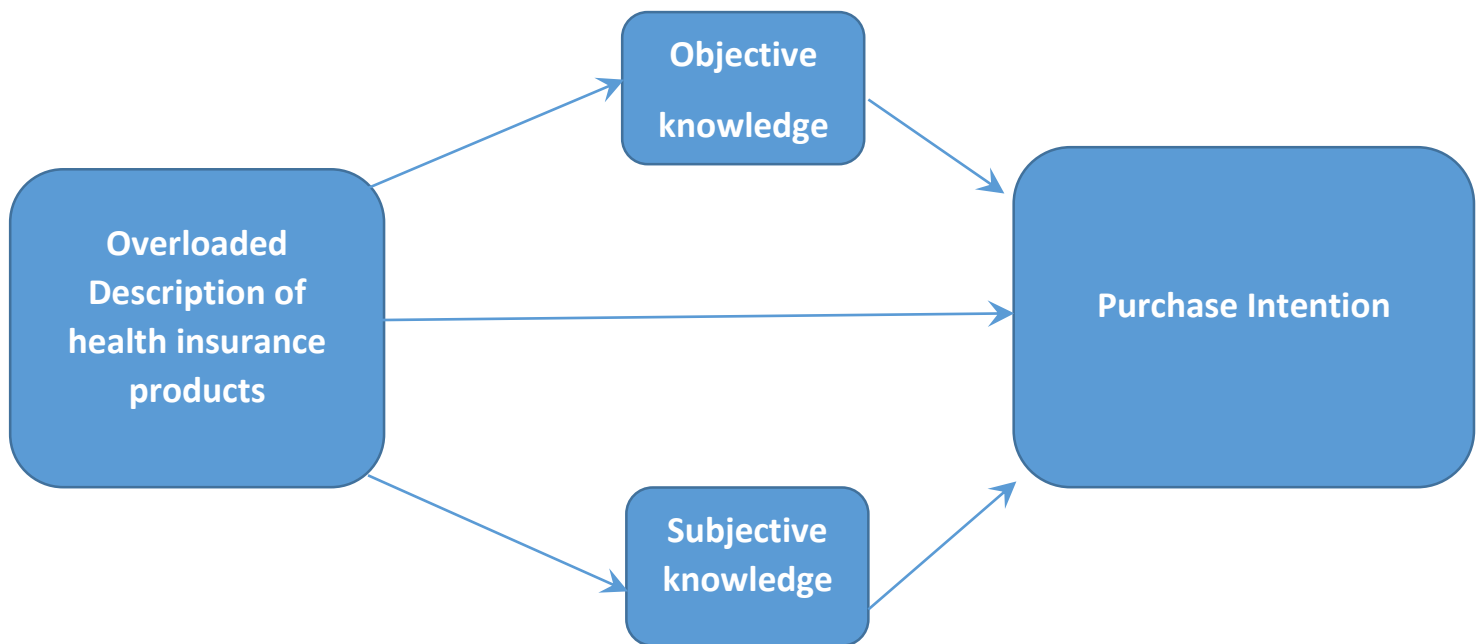 Objective
knowledge
Overloaded
Description of
health insurance
products
Purchase Intention
Subjective
knowledge